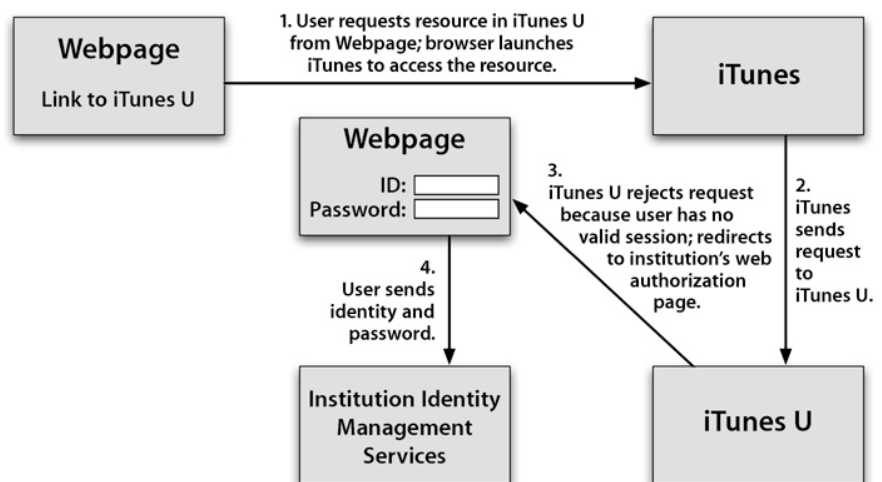 Webpage
Link to iTunes U
1. User requests resource in iTunes U
from Webpage; browser launches
iTunes to access the resource.
iTunes
Webpage
ID:
Password:
3.
iTunes U rejects request
because user has no
valid session; redirects
to institution’s web
authorization
page.
2.
iTunes
sends
request
to
iTunes U.
4.
User sends
identity and
password.
Institution Identity
Management
Services
iTunes U